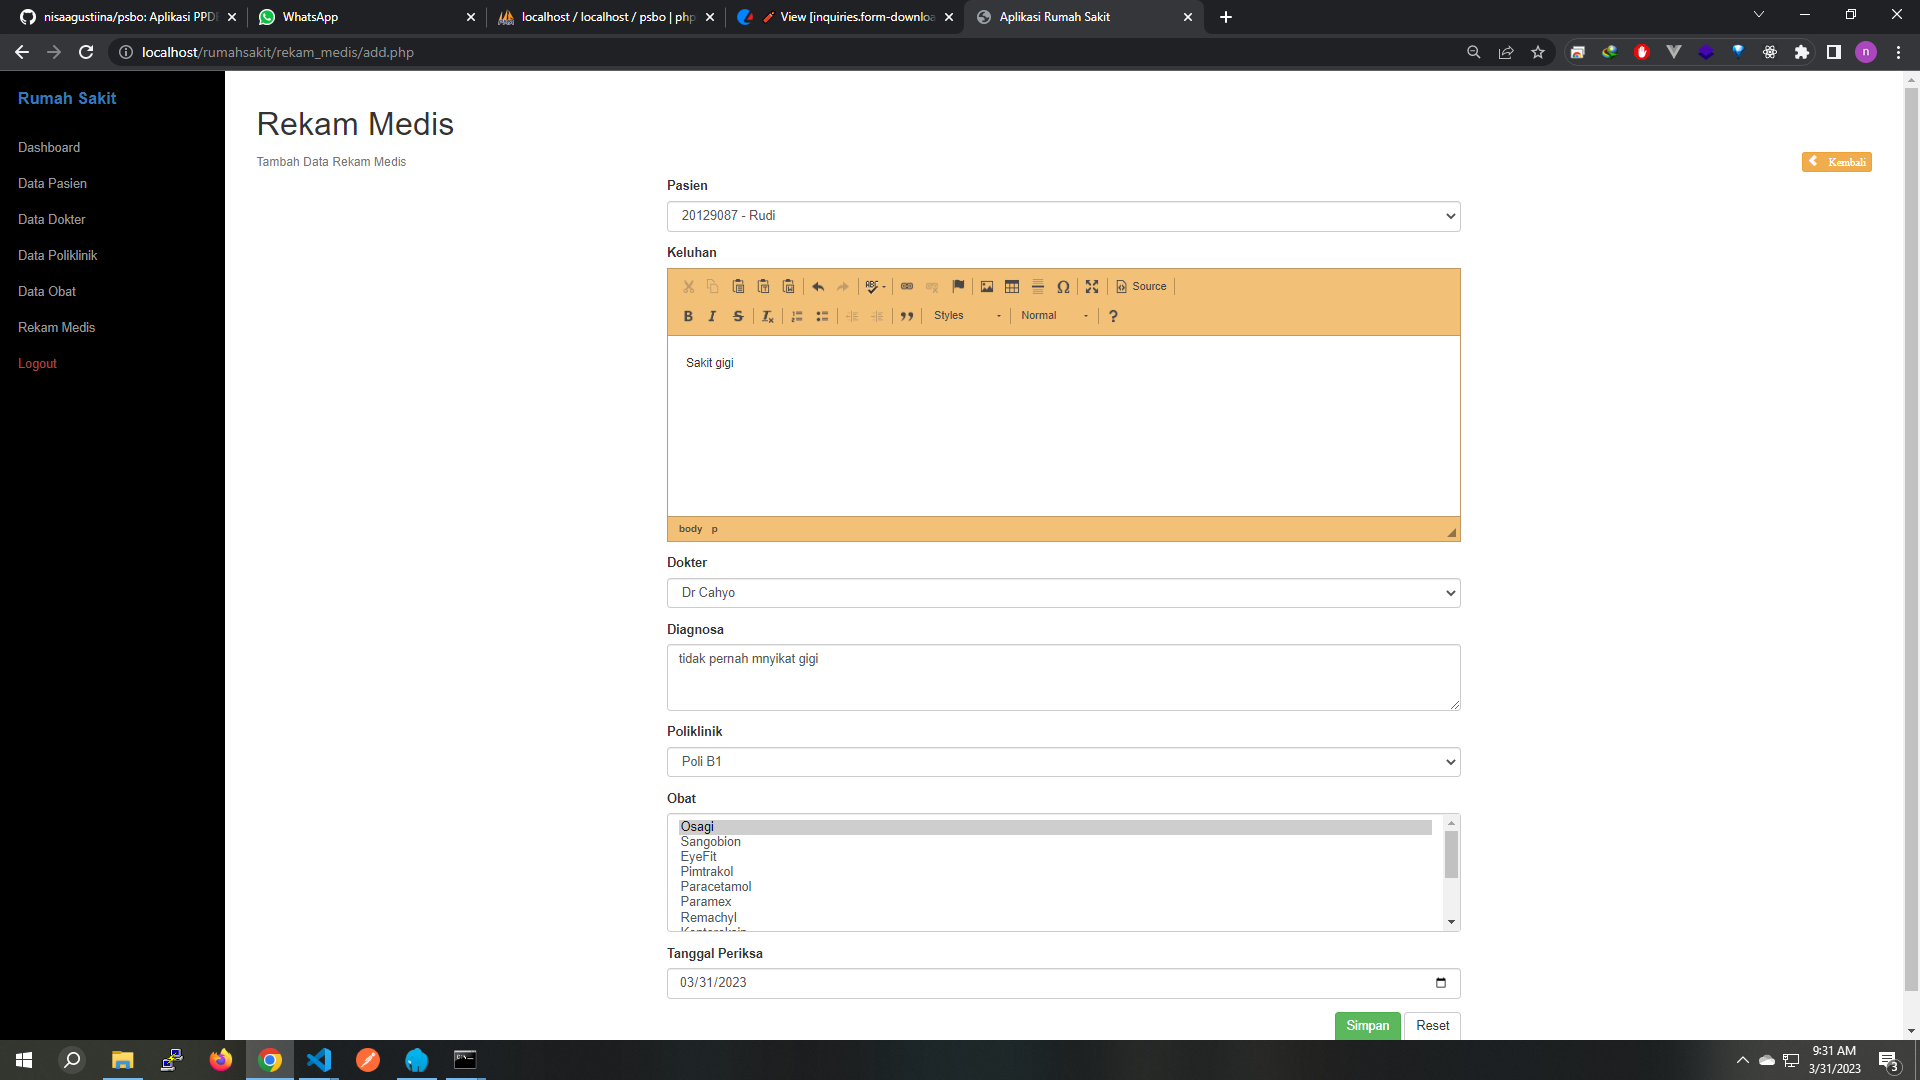 nisaagustiina/psbo: Aplikasi PPD
WhatsApp
localhost / localhost / psbo | php
View [inquiries.form-downloa
Aplikasi Rumah Sakit
localhost/rumahsakit/rekam_medis/add.php
n
Rumah Sakit
Dashboard
Data Pasien
Data Dokter
Data Poliklinik
Data Obat
Rekam Medis
Logout
Rekam Medis
Tambah Data Rekam Medis
Kembali
Pasien
20129087 - Rudi
Keluhan
Source
B I S Styles Normal ?
Sakit gigi
body p
Dokter
Dr Cahyo
Diagnosa
tidak pernah mnyikat gigi
Poliklinik
Poli B1
Obat
Osagi
Sangobion
EyeFit
Pimtrakol
Paracetamol
Paramex
Remachyl
Tanggal Periksa
03/31/2023
Simpan Reset
9:31 AM
3/31/2023
3